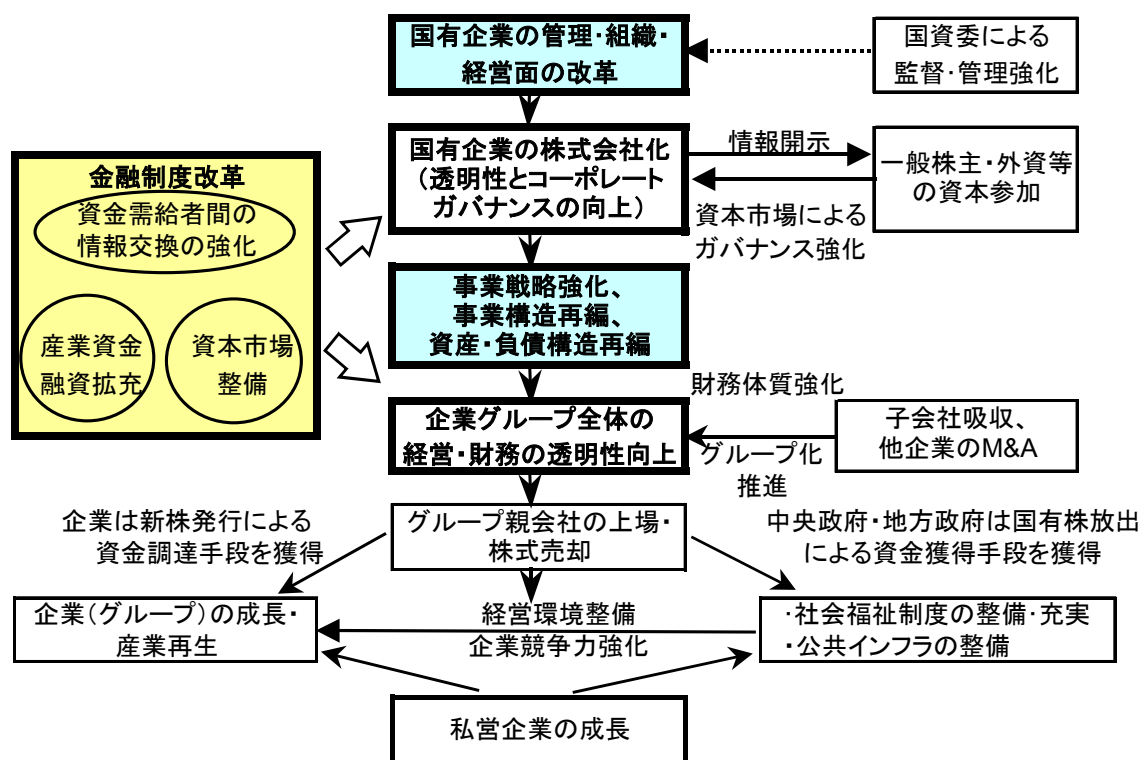 国有企業の管理・組織・
経営面の改革
国資委による
監督・管理強化
国有企業の株式会社化
（透明性とコーポレート
ガバナンスの向上）
情報開示
一般株主・外資等
の資本参加
資本市場による
ガバナンス強化
金融制度改革
資金需給者間の
情報交換の強化
産業資金
融資拡充
資本市場
整備
事業戦略強化、
事業構造再編、
資産・負債構造再編
財務体質強化
企業グループ全体の
経営・財務の透明性向上
子会社吸収、
他企業のM&A
グループ化
推進
企業は新株発行による
資金調達手段を獲得
グループ親会社の上場・
株式売却
中央政府・地方政府は国有株放出
による資金獲得手段を獲得
企業（グループ）の成長・
産業再生
経営環境整備
企業競争力強化
・社会福祉制度の整備・充実
・公共インフラの整備
私営企業の成長